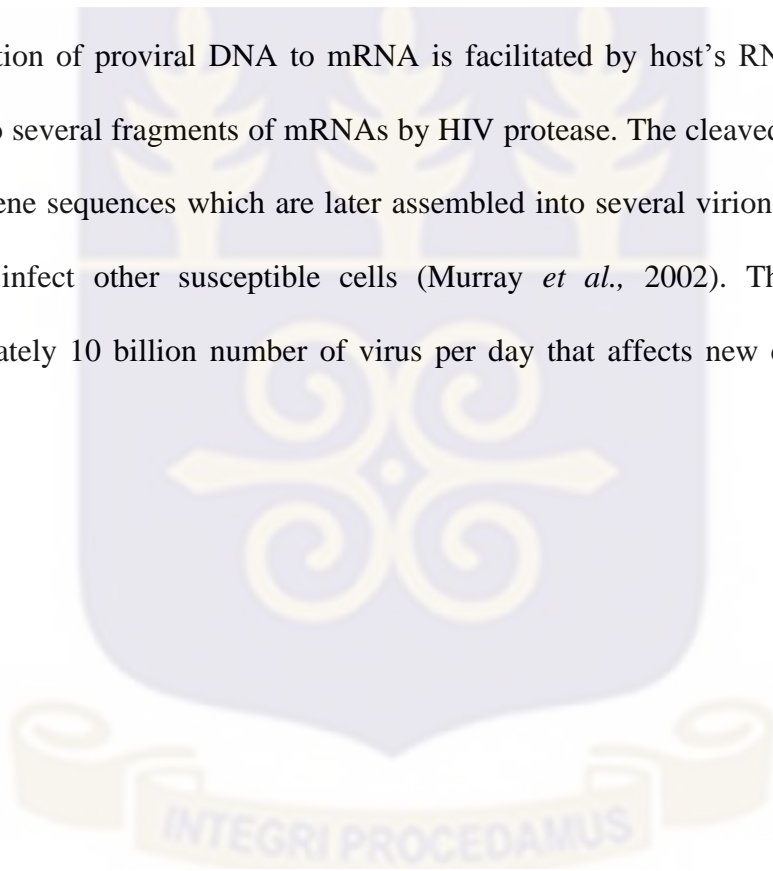 tion of proviral DNA to mRNA is facilitated by host's RN
o several fragments of mRNAs by HIV protease. The cleaved
ene sequences which are later assembled into several virion
infect other susceptible cells (Murray et al., 2002). Th
ately 10 billion number of virus per day that affects new
INTEGRI PROCEDAMUS